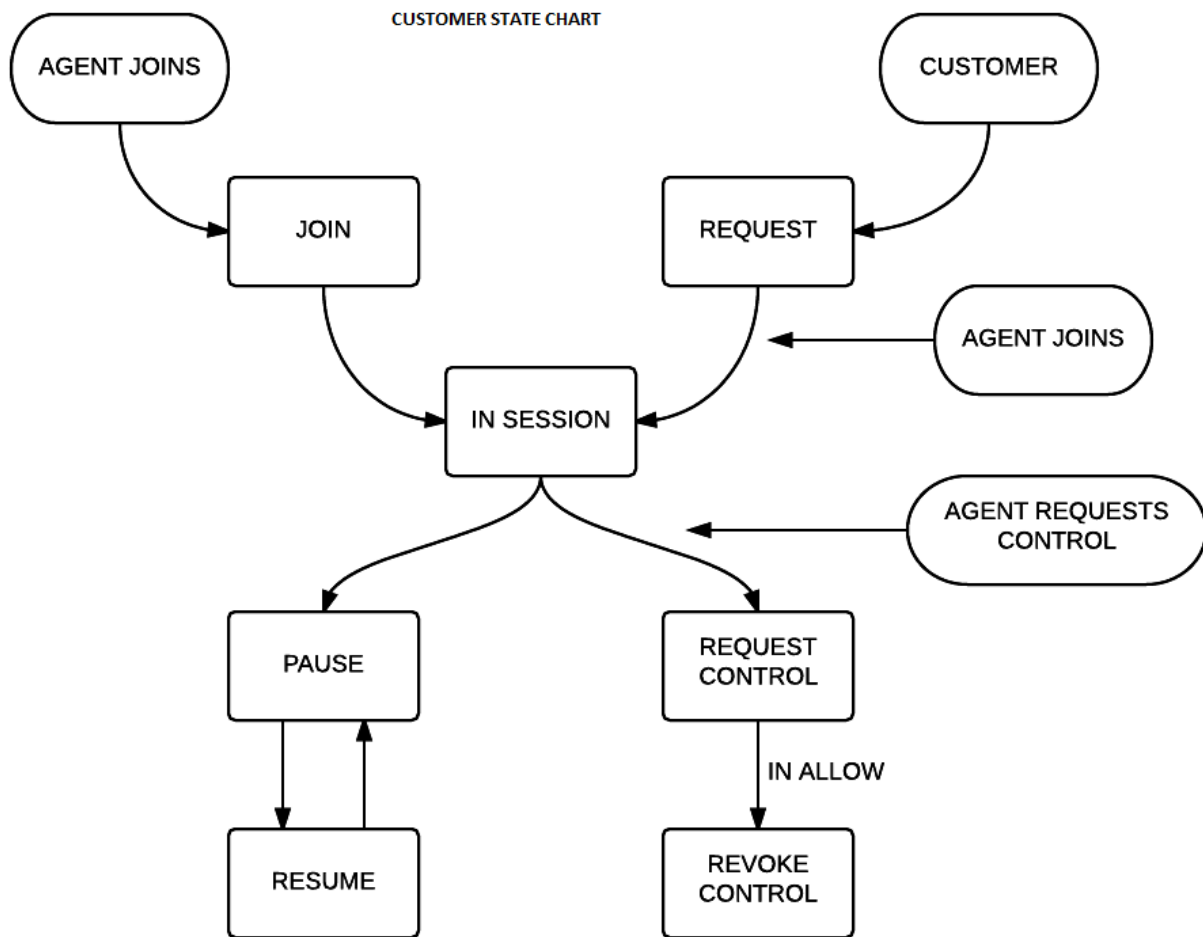 CUSTOMER STATE CHART
AGENT JOINS
CUSTOMER
JOIN
REQUEST
AGENT JOINS
IN SESSION
AGENT REQUESTS
CONTROL
PAUSE
REQUEST
CONTROL
IN ALLOW
RESUME
REVOKE
CONTROL